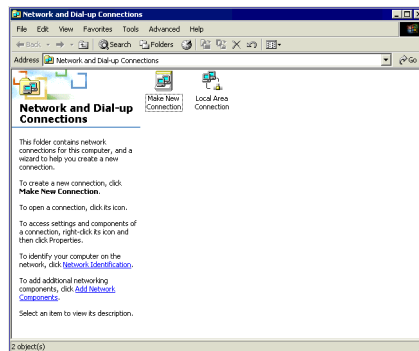 Network and Dial-up Connections
File Edit View Favorites Tools Advanced Help
Back Search Folders
Address Network and Dial-up Connections Go
Network and Dial-up
Connections
This folder contains network
connections for this computer, and a
wizard to help you create a new
connection.
To create a new connection, click
Make New Connection.
To open a connection, click its icon.
To access settings and components of
a connection, right-click its icon and
then click Properties.
To identify your computer on the
network, click Network Identification.
To add additional networking
components, click Add Network
Components.
Select an item to view its description.
Make New
Connection
Local Area
Connection
2 object(s)